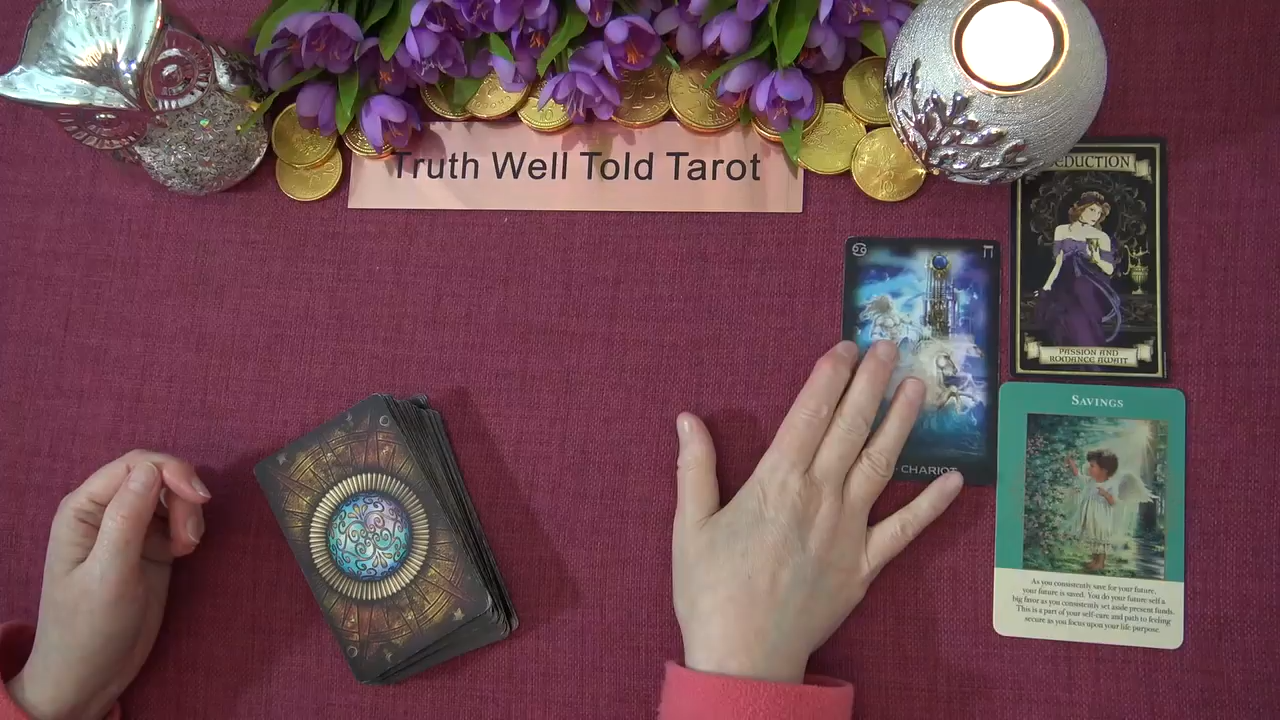 Truth Well Told Tarot
EDUCTION
PASSION AND
ROMANCE AWAIT
CHARIOT
SAVINGS
As you consistently save for your future,
your future is saved. You do your future self a
big favor as you consistently set aside present funds.
This is a part of your self-care and path to feeling
secure as you focus upon your life purpose.